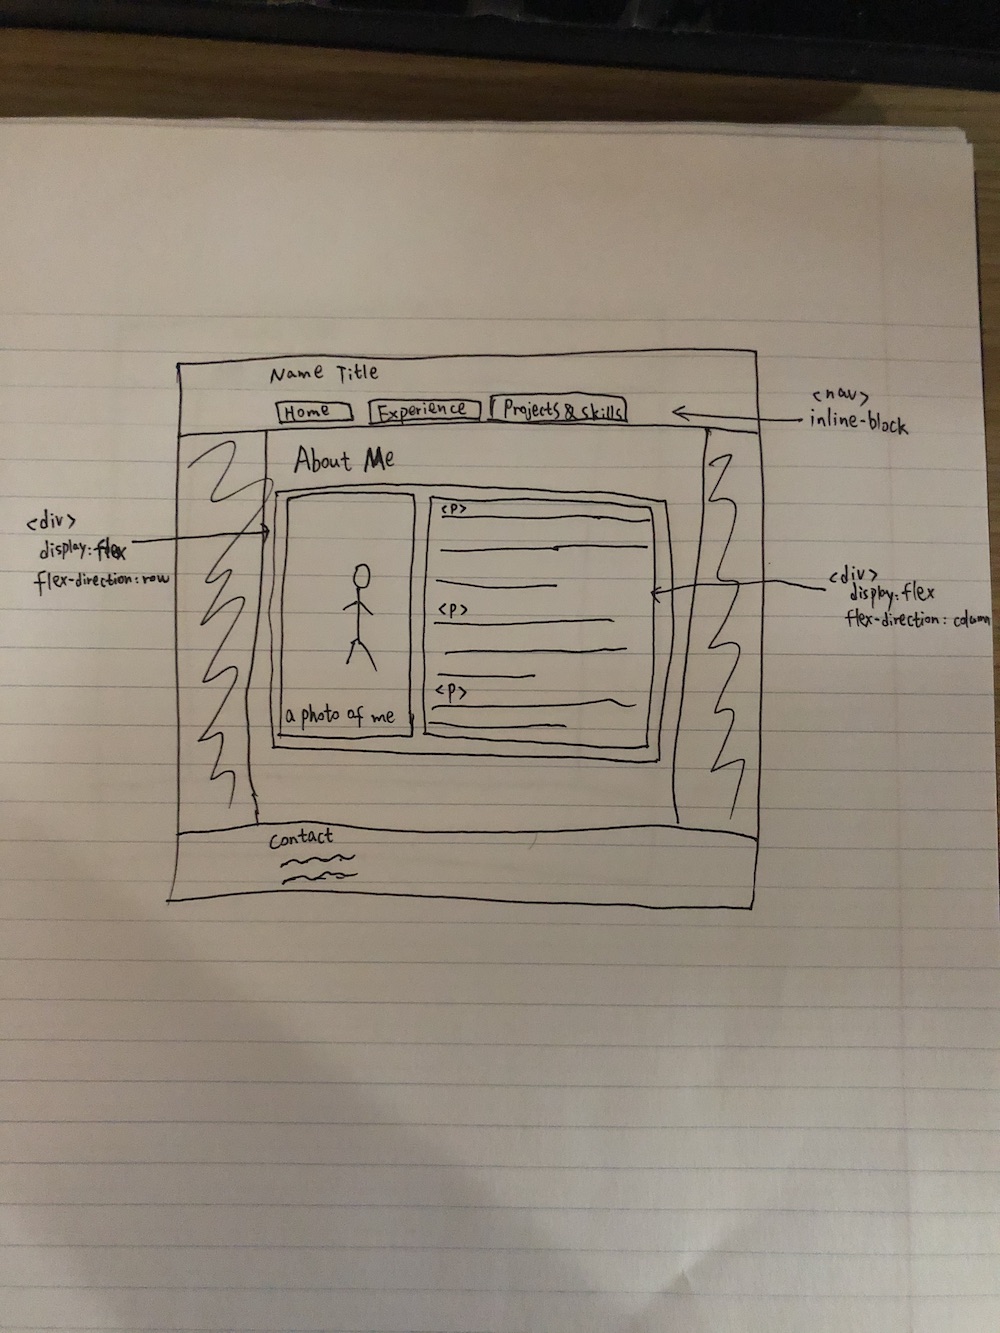 Name Title
Home
Experience
Projects & skills
<nav>
inline-block
About Me
<div>
display: flex
flex-direction: row
<p>
<p>
<p>
a photo of me
<div>
display: flex
flex-direction: column
Contact